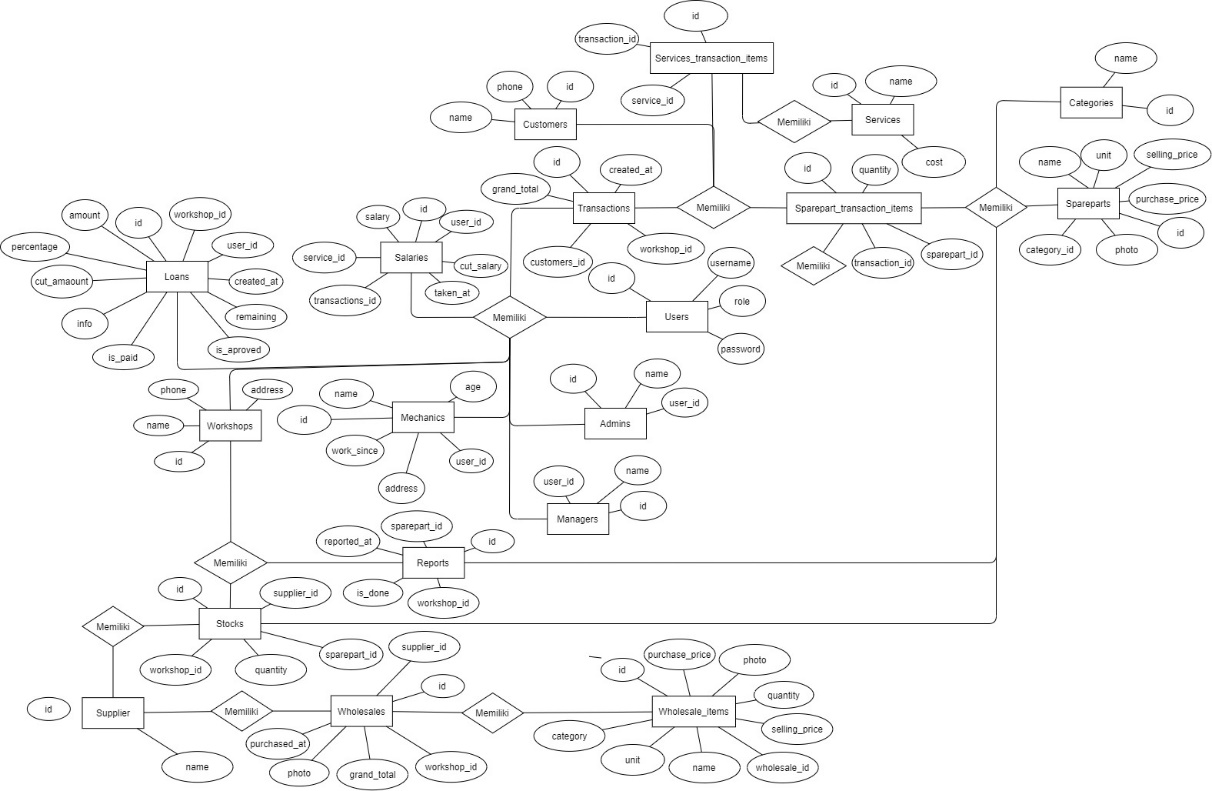 id
transaction_id
Services_transaction_items
service_id
phone
id
name
Customers
Memiliki
id
name
Services
cost
name
Categories
id
id
created_at
grand_total
Transactions
customers_id
workshop_id
Memiliki
id
quantity
Sparepart_transaction_items
Memiliki
transaction_id
sparepart_id
Memiliki
name
unit
selling_price
purchase_price
Spareparts
id
category_id
photo
amount
id
workshop_id
percentage
user_id
Loans
cut_amaount
created_at
info
remaining
is_paid
is_aproved
salary
id
user_id
service_id
Salaries
cut_salary
transactions_id
taken_at
Memiliki
id
username
role
Users
password
phone
address
name
Workshops
id
name
age
id
Mechanics
work_since
user_id
address
id
name
user_id
Admins
user_id
name
id
Managers
sparepart_id
reported_at
id
Memiliki
Reports
is_done
workshop_id
id
supplier_id
Memiliki
Stocks
workshop_id
quantity
sparepart_id
id
Supplier
name
Memiliki
supplier_id
id
Wholesales
purchased_at
photo
grand_total
workshop_id
Memiliki
id
purchase_price
photo
quantity
Wholesale_items
selling_price
category
unit
name
wholesale_id